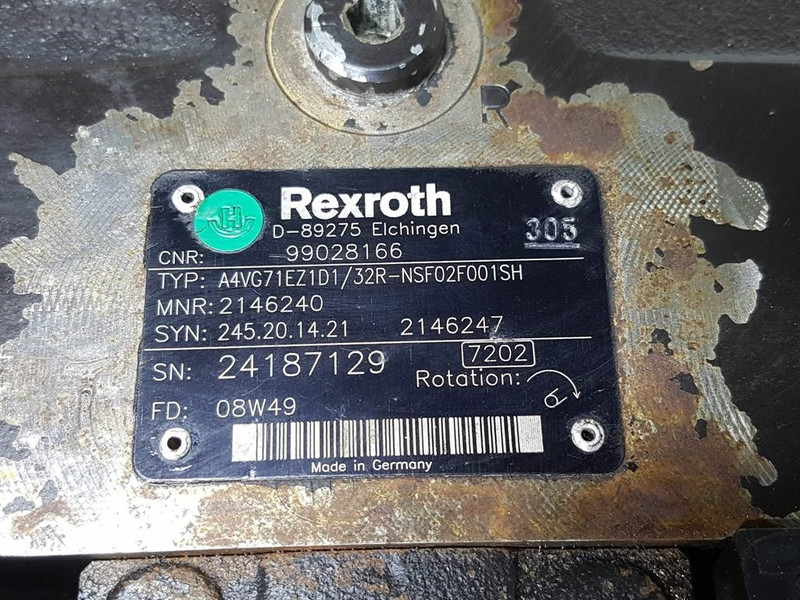 R
H
Rexroth
D-89275 Elchingen
305
CNR: 99028166
TYP: A4VG71EZ1D1/32R-NSF02F001SH
MNR: 2146240
SYN: 245.20.14.21 2146247
SN: 24187129 7202
Rotation:
FD: 08W49
Made in Germany